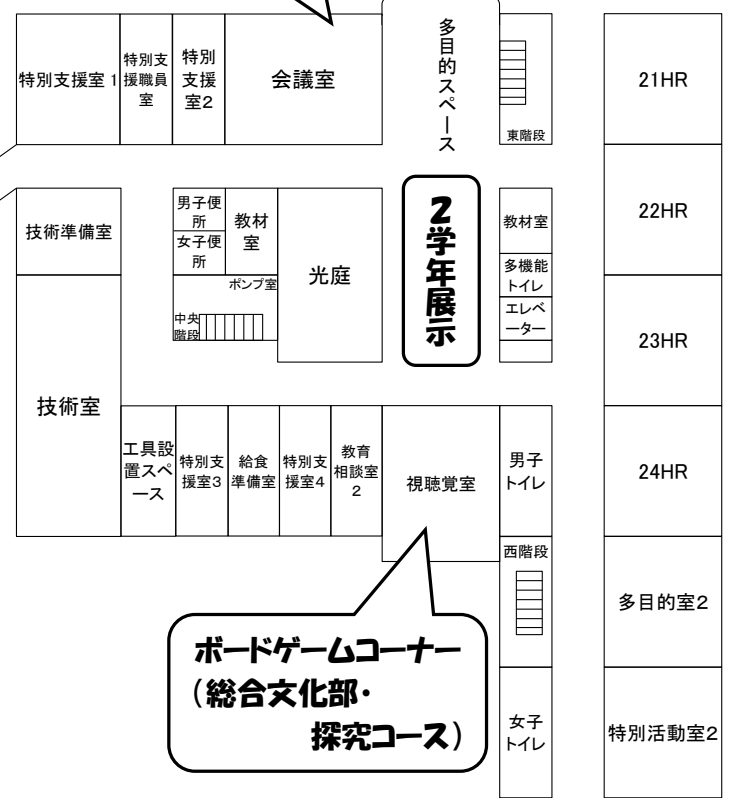 特別支援室1
特別支
援職員
室
特別
支援
室2
会議室
多目的スペース
東階段
21HR
技術準備室
男子便
所
女子便
所
教材
室
ポンプ室
中央
階段
光庭
2学年展示
教材室
多機能
トイレ
エレベ
ーター
22HR
23HR
技術室
工具設
置スペ
ース
特別支
援室3
給食
準備室
特別支
援室4
教育
相談室
2
視聴覚室
男子
トイレ
24HR
西階段
多目的室2
ボードゲームコーナー
(総合文化部・
探究コース)
女子
トイレ
特別活動室2